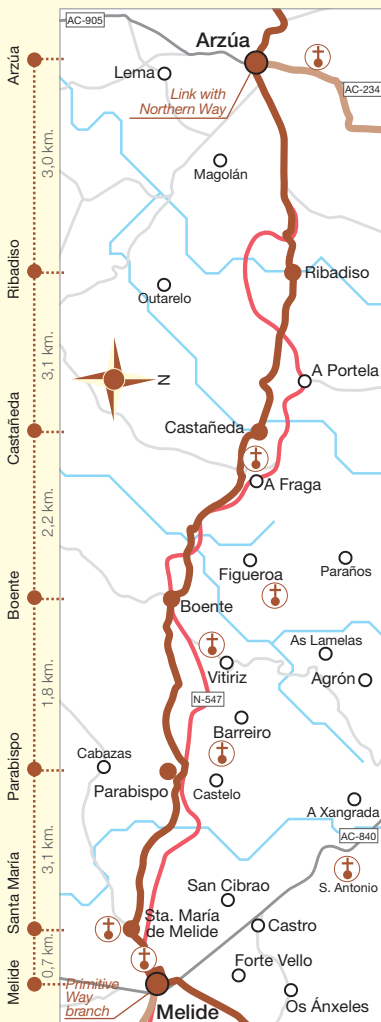 AC-905
Arzúa
Arzúa
Lema
Link with
Northern Way
AC-234
3,0 km.
Magolán
Ribadiso
Ribadiso
Outarelo
3,1 km.
N
A Portela
Castañeda
Castañeda
A Fraga
2,2 km.
Figueroa
Paraños
Boente
Boente
As Lamelas
Vitiriz
Agrón
1,8 km.
N-547
Barreiro
Cabazas
Parabispo
Parabispo
Castelo
A Xangrada
AC-840
3,1 km.
San Cibrao
S. Antonio
Santa María
Sta. María
de Melide
Castro
0,7 km.
Forte Vello
Melide
Primitive
Way
branch
Melide
Os Ánxeles